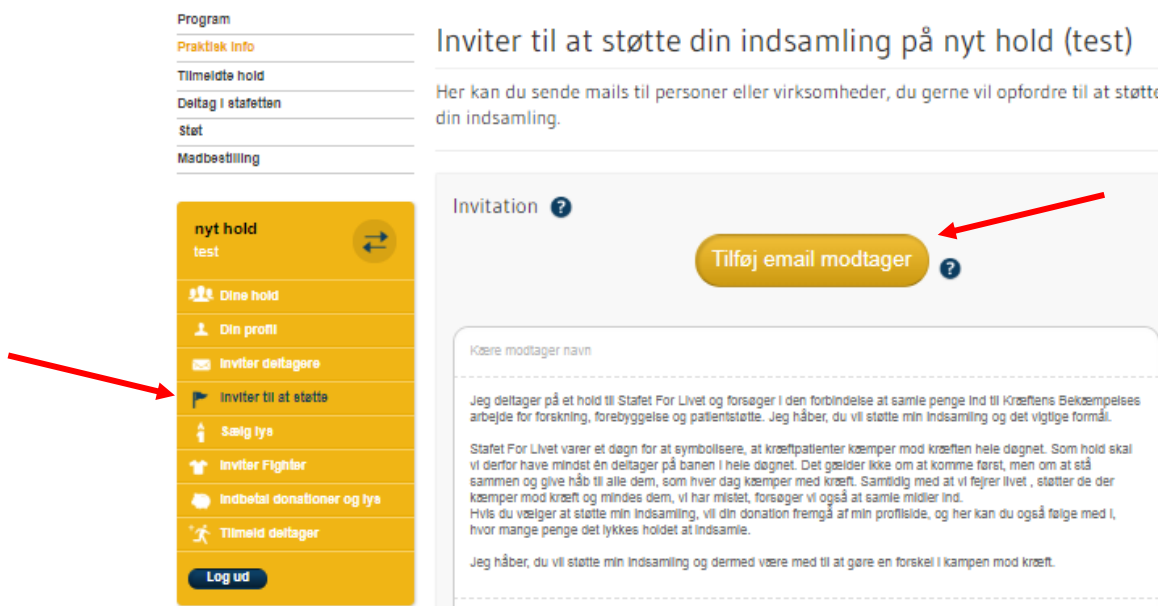 Program
Praktisk info
Tilmeldte hold
Deltag i stafetten
Støt
Madbestilling
nyt hold
test
Dine hold
Din profil
Inviter deltagere
Inviter til at støtte
Sælg lys
Inviter Fighter
Indbetal donationer og lys
Tilmeld deltager
Log ud
Inviter til at støtte din indsamling på nyt hold (test)
Her kan du sende mails til personer eller virksomheder, du gerne vil opfordre til at støtte
din indsamling.
Invitation ?
Tilføj email modtager ?
Kære modtager navn
Jeg deltager på et hold til Stafet For Livet og forsøger i den forbindelse at samle penge ind til Kræftens Bekæmpelses
arbejde for forskning, forebyggelse og patientstøtte. Jeg håber, du vil støtte min indsamling og det vigtige formål.
Stafet For Livet varer et døgn for at symbolisere, at kræftpatienter kæmper mod kræften hele døgnet. Som hold skal
vi derfor have mindst én deltager på banen i hele døgnet. Det gælder ikke om at komme først, men om at stå
sammen og give håb til alle dem, som hver dag kæmper med kræft. Samtidig med at vi fejrer livet , støtter de der
kæmper mod kræft og mindes dem, vi har mistet, forsøger vi også at samle midler ind.
Hvis du vælger at støtte min indsamling, vil din donation fremgå af min profilside, og her kan du også følge med i,
hvor mange penge det lykkes holdet at indsamle.
Jeg håber, du vil støtte min indsamling og dermed være med til at gøre en forskel i kampen mod kræft.